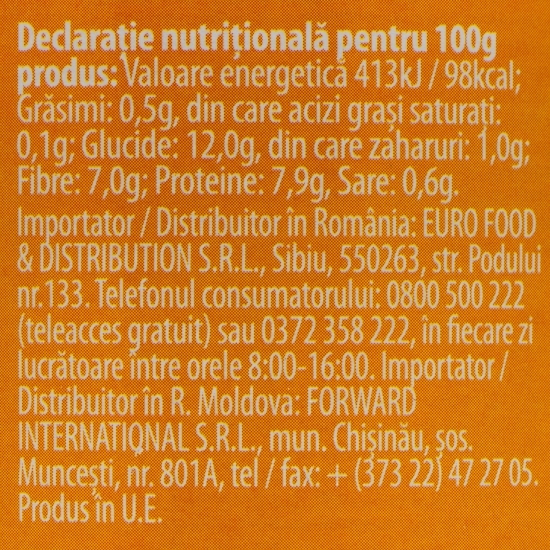 Declarație nutrițională pentru 100g
produs: Valoare energetică 413kJ / 98kcal;
Grăsimi: 0,5g, din care acizi grași saturați:
0,1g; Glucide: 12,0g, din care zaharuri: 1,0g;
Fibre: 7,0g; Proteine: 7,9g, Sare: 0,6g.
Importator / Distribuitor în România: EURO FOOD
& DISTRIBUTION S.R.L., Sibiu, 550263, str. Podului
nr.133. Telefonul consumatorului: 0800 500 222
(teleacces gratuit) sau 0372 358 222, în fiecare zi
lucrătoare între orele 8:00-16:00. Importator /
Distribuitor în R. Moldova: FORWARD
INTERNAȚIONAL S.R.L., mun. Chișinău, șos.
Muncești, nr. 801A, tel / fax: + (373 22) 47 27 05.
Produs în U.E.